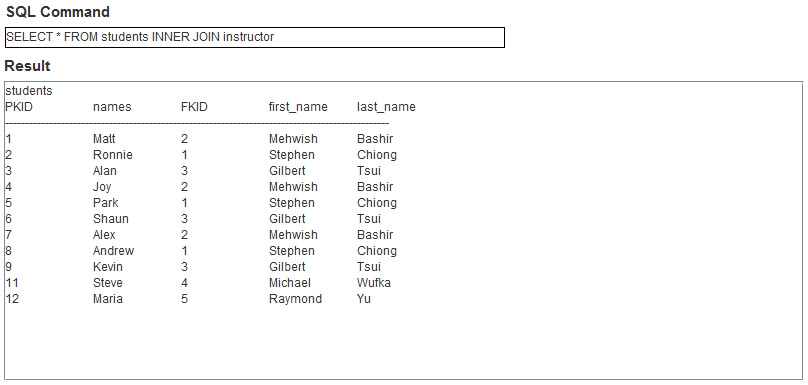 SQL Command
SELECT * FROM students INNER JOIN instructor
Result
students
PKID names FKID first_name last_name
--------------------------------------------------------------------------------------------------------------------------------
1 Matt 2 Mehwish Bashir
2 Ronnie 1 Stephen Chiong
3 Alan 3 Gilbert Tsui
4 Joy 2 Mehwish Bashir
5 Park 1 Stephen Chiong
6 Shaun 3 Gilbert Tsui
7 Alex 2 Mehwish Bashir
8 Andrew 1 Stephen Chiong
9 Kevin 3 Gilbert Tsui
11 Steve 4 Michael Wufka
12 Maria 5 Raymond Yu